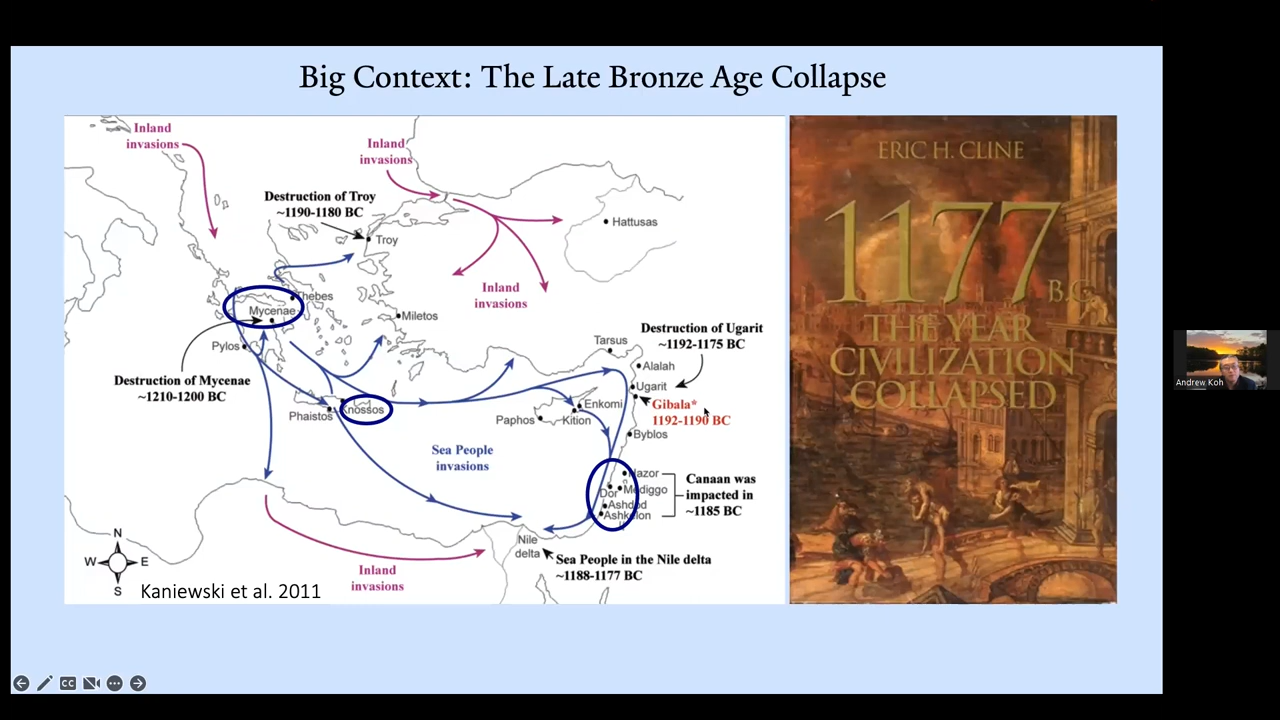 Big Context: The Late Bronze Age Collapse
Inland
invasions
Inland
invasions
Destruction of Troy
~1190-1180 BC
Troy
Hattusas
Inland
invasions
Thebes
Mycenae
Miletos
Pylos
Destruction of Mycenae
~1210-1200 BC
Destruction of Ugarit
~1192-1175 BC
Tarsus
Alalah
Ugarit
Gibala*
1192-1190 BC
Phaistos
Knossos
Enkomi
Paphos
Kition
Byblos
Sea People
invasions
Hazor
Mediggo
Dor
Ashdod
Ashkelon
Canaan was
impacted in
~1185 BC
Nile
delta
Sea People in the Nile delta
~1188-1177 BC
Inland
invasions
N
W E
S
Kaniewski et al. 2011
ERIC H. CLINE
1177
B.C.
THE YEAR
CIVILIZATION
COLLAPSED
Andrew Koh
CC